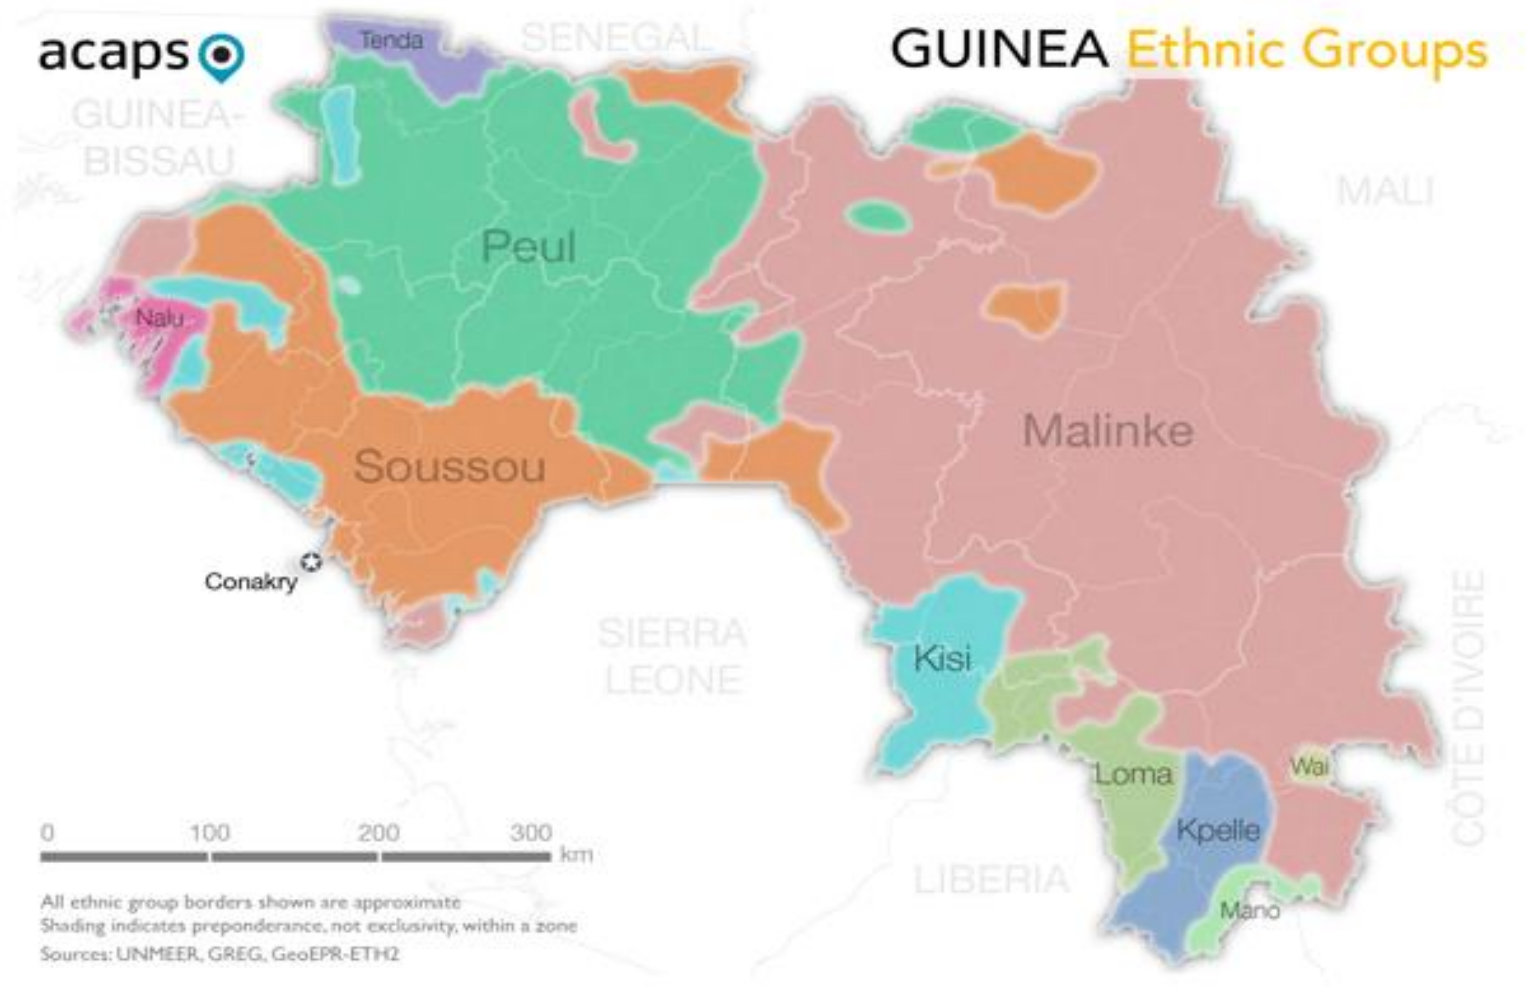 acaps
GUINEA Ethnic Groups
Tenda
SENEGAL
GUINEA-
BISSAU
MALI
Peul
Nalu
Malinke
Soussou
Conakry
SIERRA
LEONE
Kisi
CÔTE D'IVOIRE
Loma
Wai
Kpelle
LIBERIA
Mano
0 100 200 300 km
All ethnic group borders shown are approximate
Shading indicates preponderance, not exclusivity, within a zone
Sources: UNMEER, GREG, GeoEPR-ETH2